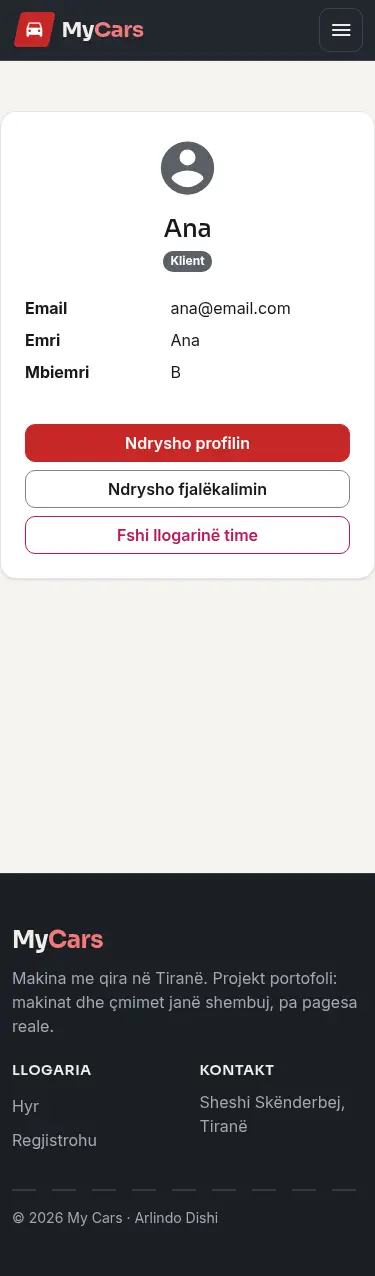 MyCars
Ana
Klient
Email ana@email.com
Emri Ana
Mbiemri B
Ndrysho profilin
Ndrysho fjalëkalimin
Fshi llogarinë time
MyCars
Makina me qira në Tiranë. Projekt portofoli:
makinat dhe çmimet janë shembuj, pa pagesa
reale.
LLOGARIA
Hyr
Regjistrohu
KONTAKT
Sheshi Skënderbej,
Tiranë
© 2026 My Cars · Arlindo Dishi